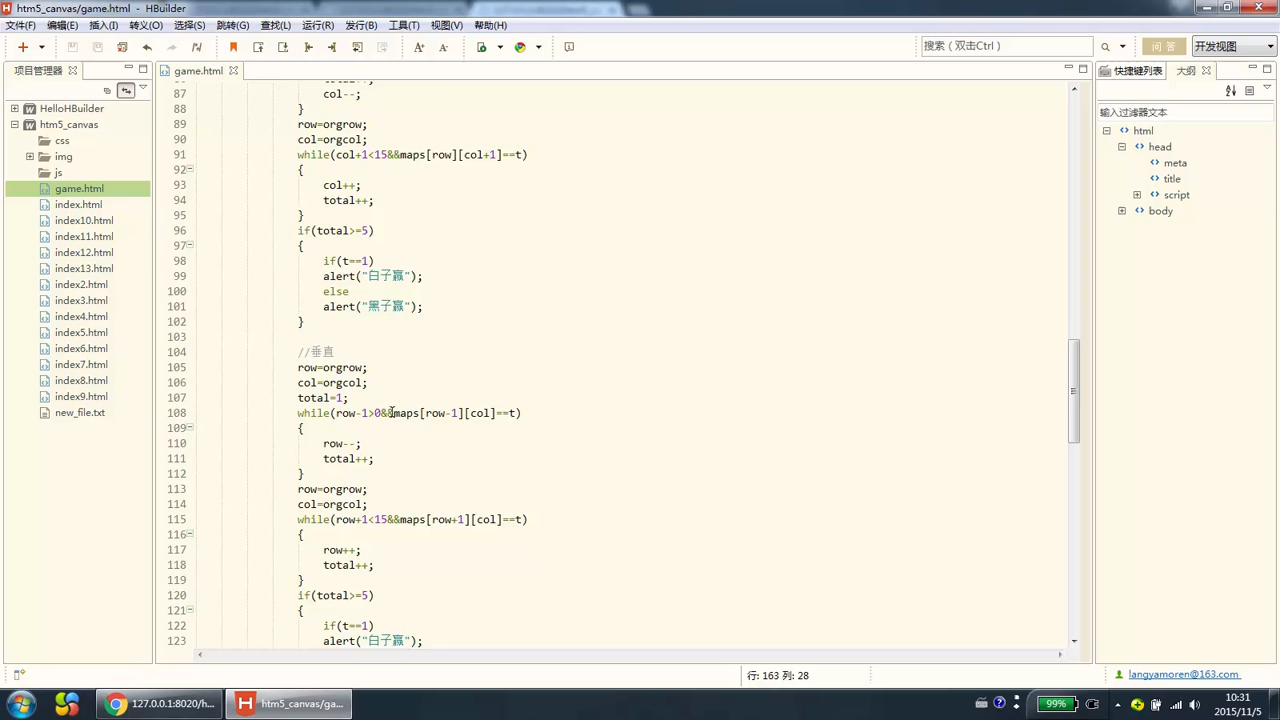 htm5_canvas/game.html - HBuilder
文件(F) 编辑(E) 插入(I) 转义(O) 选择(S) 跳转(G) 查找(L) 运行(R) 发行(B) 工具(T) 视图(V) 帮助(H)
搜索（双击Ctrl）
问答
开发视图
项目管理器
HelloHBuilder
htm5_canvas
css
img
js
game.html
index.html
index10.html
index11.html
index12.html
index13.html
index2.html
index3.html
index4.html
index5.html
index6.html
index7.html
index8.html
index9.html
new_file.txt
game.html
87 col--;
88 }
89 row=orgrow;
90 col=orgcol;
91 while(col+1<15&&maps[row][col+1]==t)
92 {
93 col++;
94 total++;
95 }
96 if(total>=5)
97 {
98 if(t==1)
99 alert("白子赢");
100 else
101 alert("黑子赢");
102 }
103
104 //垂直
105 row=orgrow;
106 col=orgcol;
107 total=1;
108 while(row-1>0&&maps[row-1][col]==t)
109 {
110 row--;
111 total++;
112 }
113 row=orgrow;
114 col=orgcol;
115 while(row+1<15&&maps[row+1][col]==t)
116 {
117 row++;
118 total++;
119 }
120 if(total>=5)
121 {
122 if(t==1)
123 alert("白子赢");
快捷键列表 大纲
输入过滤器文本
html
head
meta
title
script
body
行: 163 列: 28
langyamoren@163.com
127.0.0.1:8020/h...
htm5_canvas/ga...
99%
10:31
2015/11/5